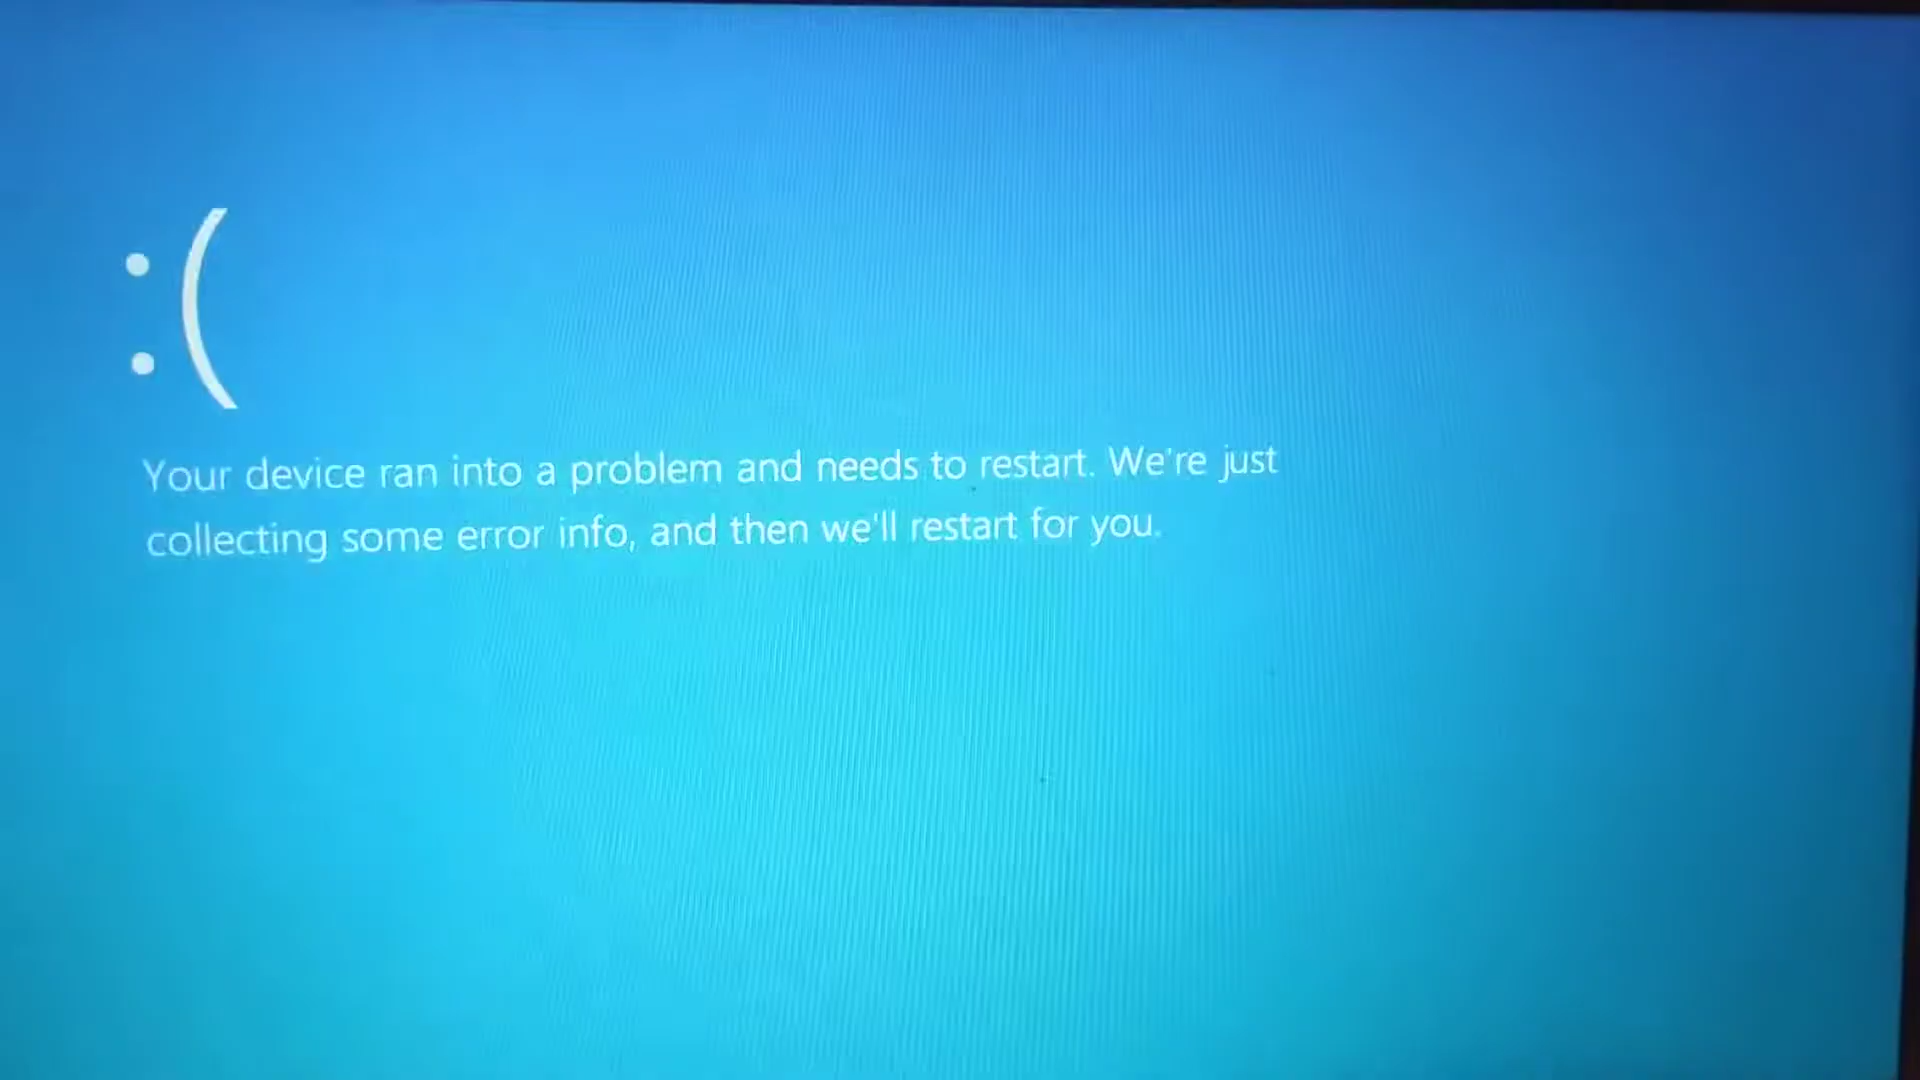 :(
Your device ran into a problem and needs to restart. We're just
collecting some error info, and then we'll restart for you.